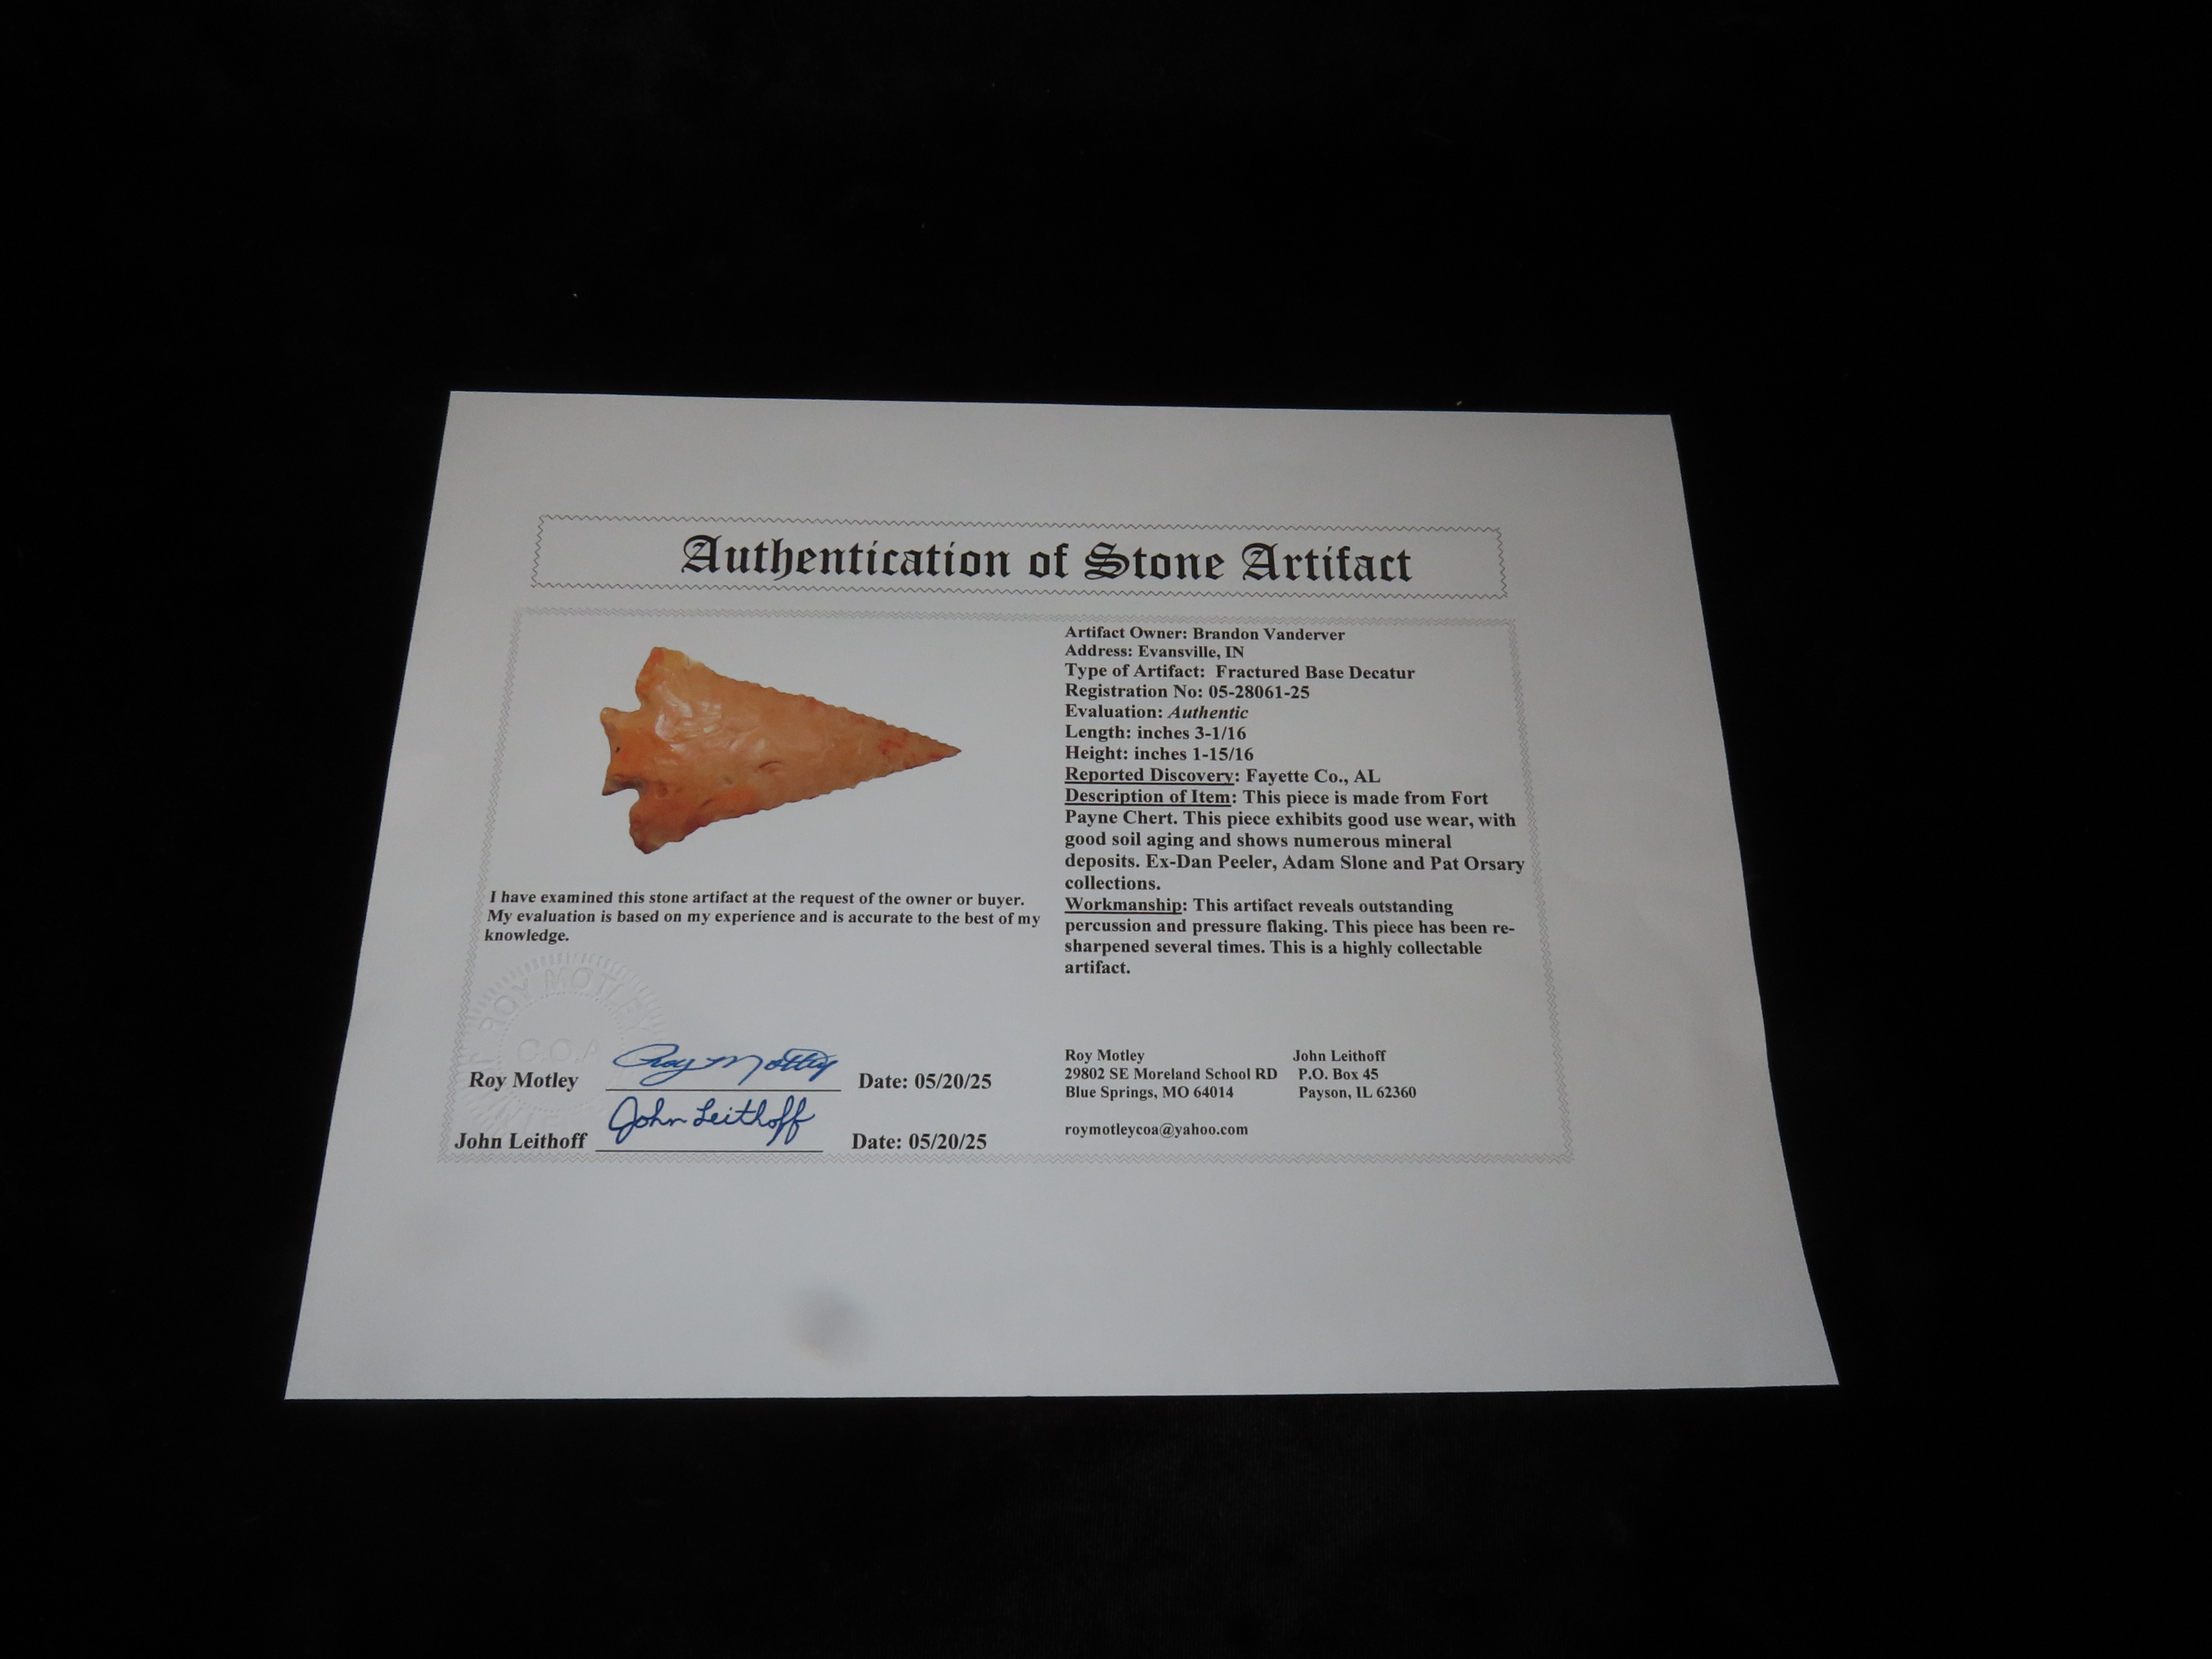 Authentication of Stone Artifact
Artifact Owner: Brandon Vanderver
Address: Evansville, IN
Type of Artifact: Fractured Base Decatur
Registration No: 05-28061-25
Evaluation: Authentic
Length: inches 3-1/16
Height: inches 1-15/16
Reported Discovery: Fayette Co., AL
Description of Item: This piece is made from Fort
Payne Chert. This piece exhibits good use wear, with
good soil aging and shows numerous mineral
deposits. Ex-Dan Peeler, Adam Slone and Pat Orsary
collections.
Workmanship: This artifact reveals outstanding
percussion and pressure flaking. This piece has been re-
sharpened several times. This is a highly collectable
artifact.
I have examined this stone artifact at the request of the owner or buyer.
My evaluation is based on my experience and is accurate to the best of my
knowledge.
ROY MOTLEY
C.O.A
Roy Motley Roy Motley Date: 05/20/25
John Leithoff John Leithoff Date: 05/20/25
Roy Motley John Leithoff
29802 SE Moreland School RD P.O. Box 45
Blue Springs, MO 64014 Payson, IL 62360
roymotleycoa@yahoo.com